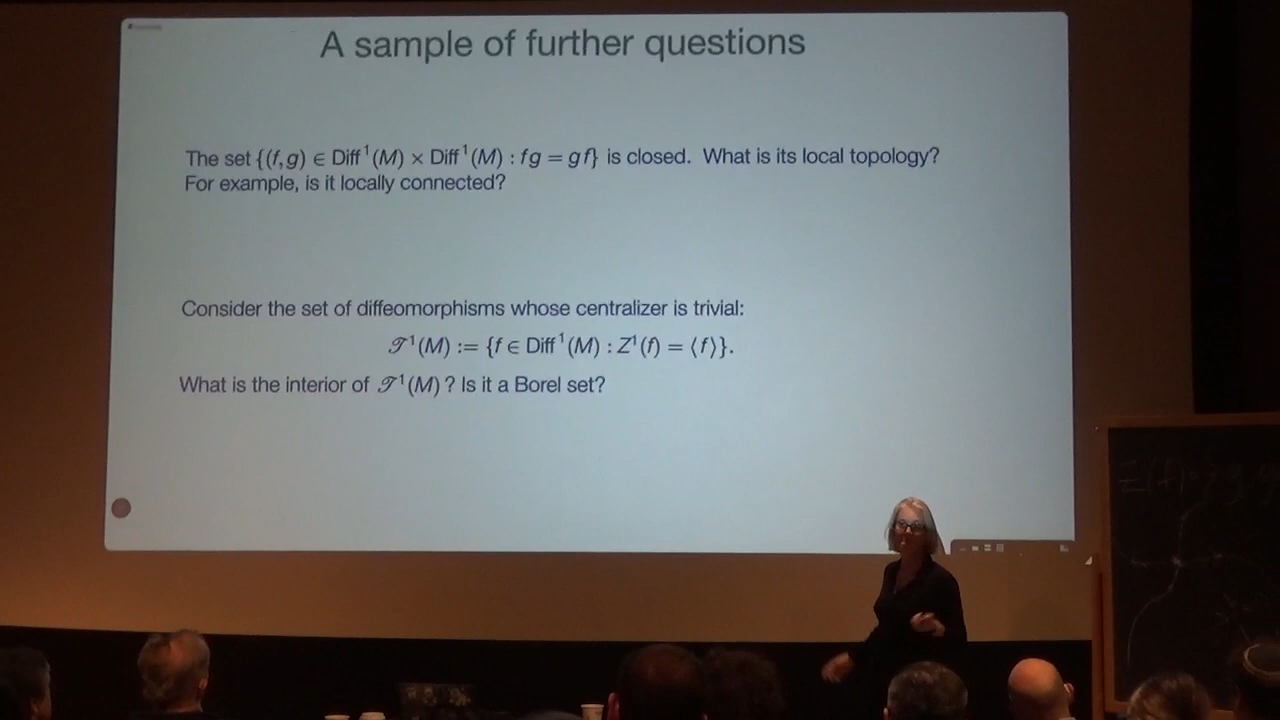 A sample of further questions
The set {(f,g) ∈ Diff¹(M) × Diff¹(M) : fg = gf} is closed. What is its local topology?
For example, is it locally connected?
Consider the set of diffeomorphisms whose centralizer is trivial:
𝒯¹(M) := {f ∈ Diff¹(M) : Z¹(f) = ⟨f⟩}.
What is the interior of 𝒯¹(M) ? Is it a Borel set?